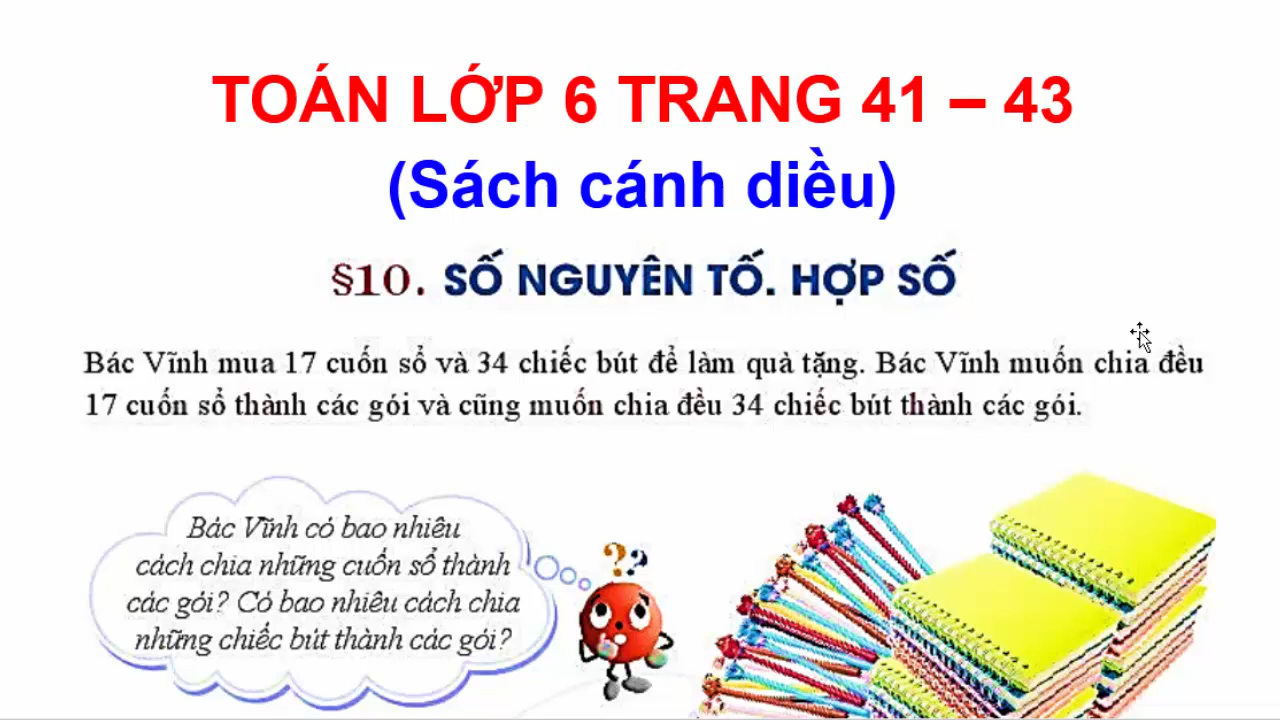 TOÁN LỚP 6 TRANG 41 – 43
(Sách cánh diều)
§10. SỐ NGUYÊN TỐ. HỢP SỐ
Bác Vĩnh mua 17 cuốn sổ và 34 chiếc bút để làm quà tặng. Bác Vĩnh muốn chia đều
17 cuốn sổ thành các gói và cũng muốn chia đều 34 chiếc bút thành các gói.
Bác Vĩnh có bao nhiêu
cách chia những cuốn sổ thành
các gói? Có bao nhiêu cách chia
những chiếc bút thành các gói?
??